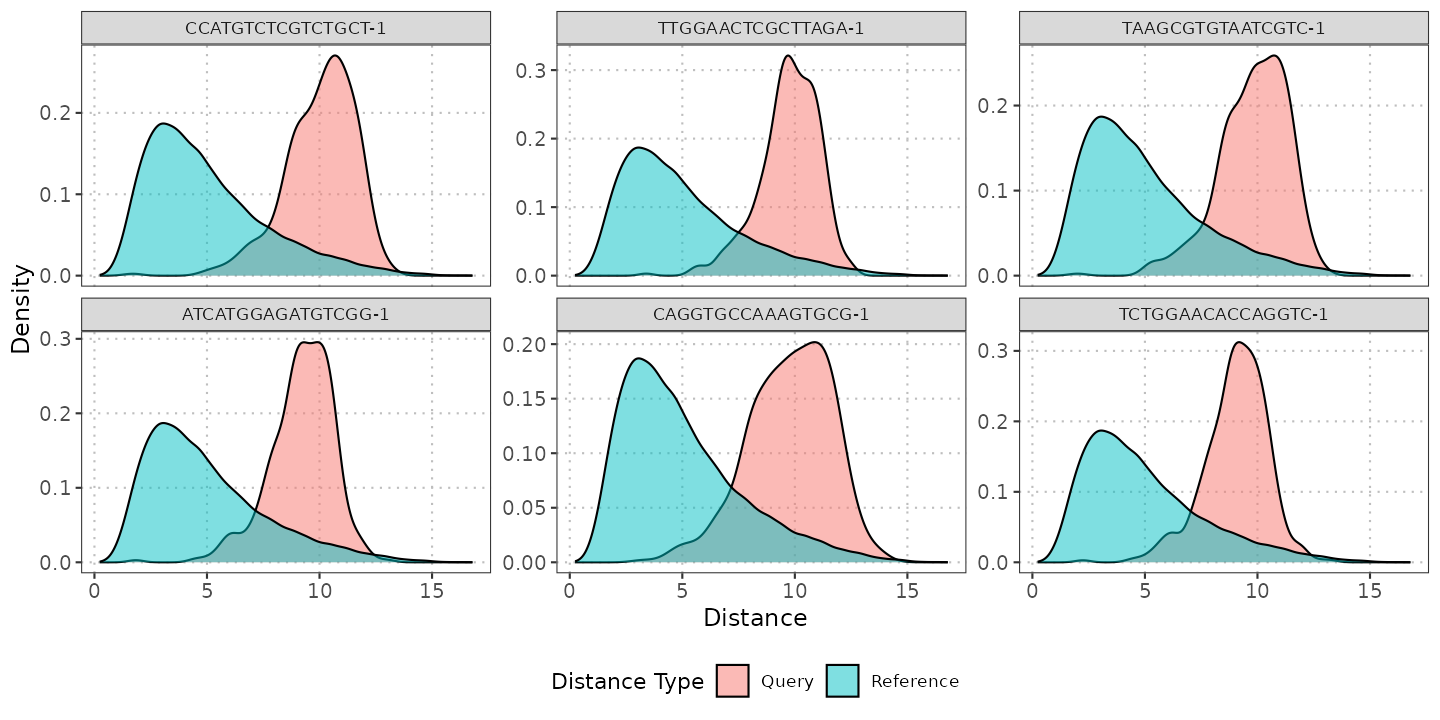 CCATGTCTCGTCTGCT-1 TTGGAACTCGCTTAGA-1 TAAGCGTGTAATCGTC-1
0.2 0.3 0.2
0.2
0.1 0.1 0.1
0.0 0.0 0.0
Density
ATCATGGAGATGTCGG-1 CAGGTGCCAAAGTGCG-1 TCTGGAACACCAGGTC-1
0.3 0.20 0.3
0.2 0.15 0.2
0.1 0.10 0.1
0.05
0.0 0.00 0.0
0 5 10 15 0 5 10 15 0 5 10 15
Distance
Distance Type Query Reference